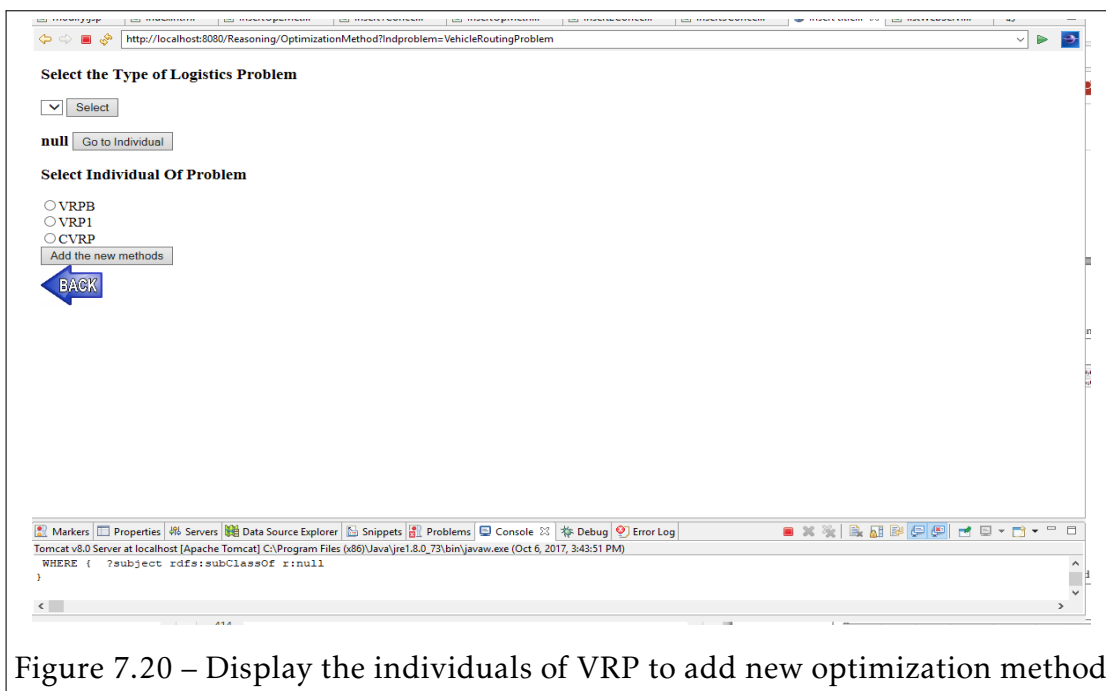 http://localhost:8080/Reasoning/OptimizationMethod?Indproblem=VehicleRoutingProblem
Select the Type of Logistics Problem
Select
null Go to Individual
Select Individual Of Problem
VRPB
VRP1
CVRP
Add the new methods
BACK
Markers Properties Servers Data Source Explorer Snippets Problems Console Debug Error Log
Tomcat v8.0 Server at localhost [Apache Tomcat] C:\Program Files (x86)\Java\jre1.8.0_73\bin\javaw.exe (Oct 6, 2017, 3:43:51 PM)
WHERE { ?subject rdfs:subClassOf r:null
}
Figure 7.20 – Display the individuals of VRP to add new optimization method